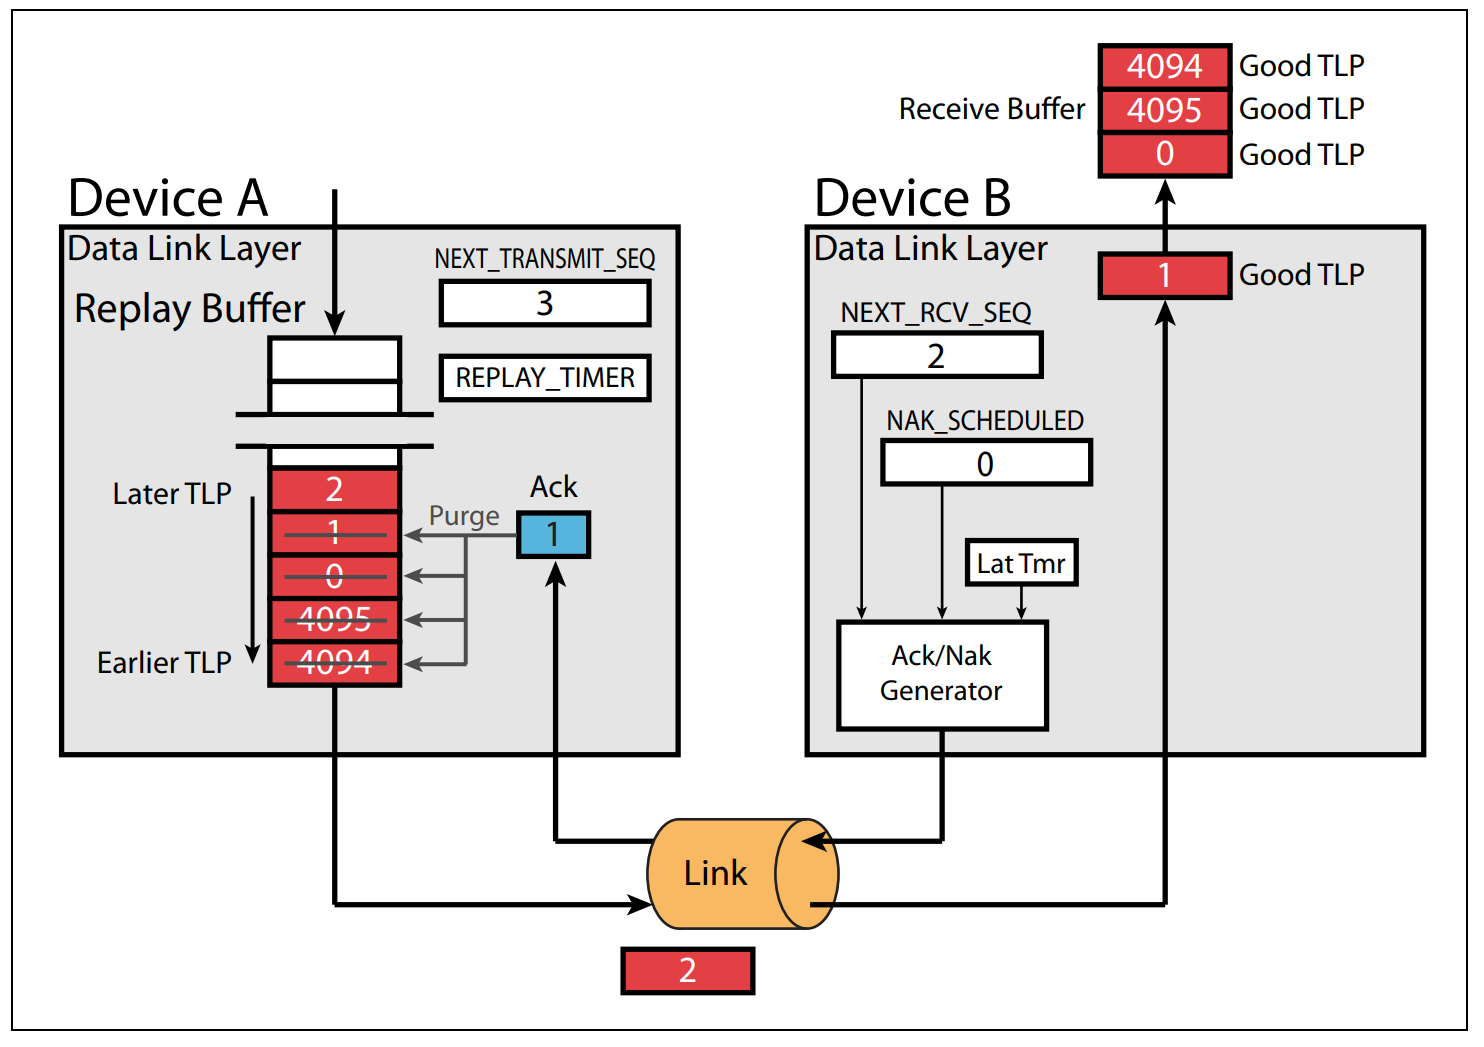 4094 Good TLP
Receive Buffer 4095 Good TLP
0 Good TLP
Device A
Data Link Layer
NEXT_TRANSMIT_SEQ
3
Replay Buffer
REPLAY_TIMER
Later TLP
2
1
0
4095
4094
Earlier TLP
Purge
Ack
1
Device B
Data Link Layer
1 Good TLP
NEXT_RCV_SEQ
2
NAK_SCHEDULED
0
Lat Tmr
Ack/Nak
Generator
Link
2